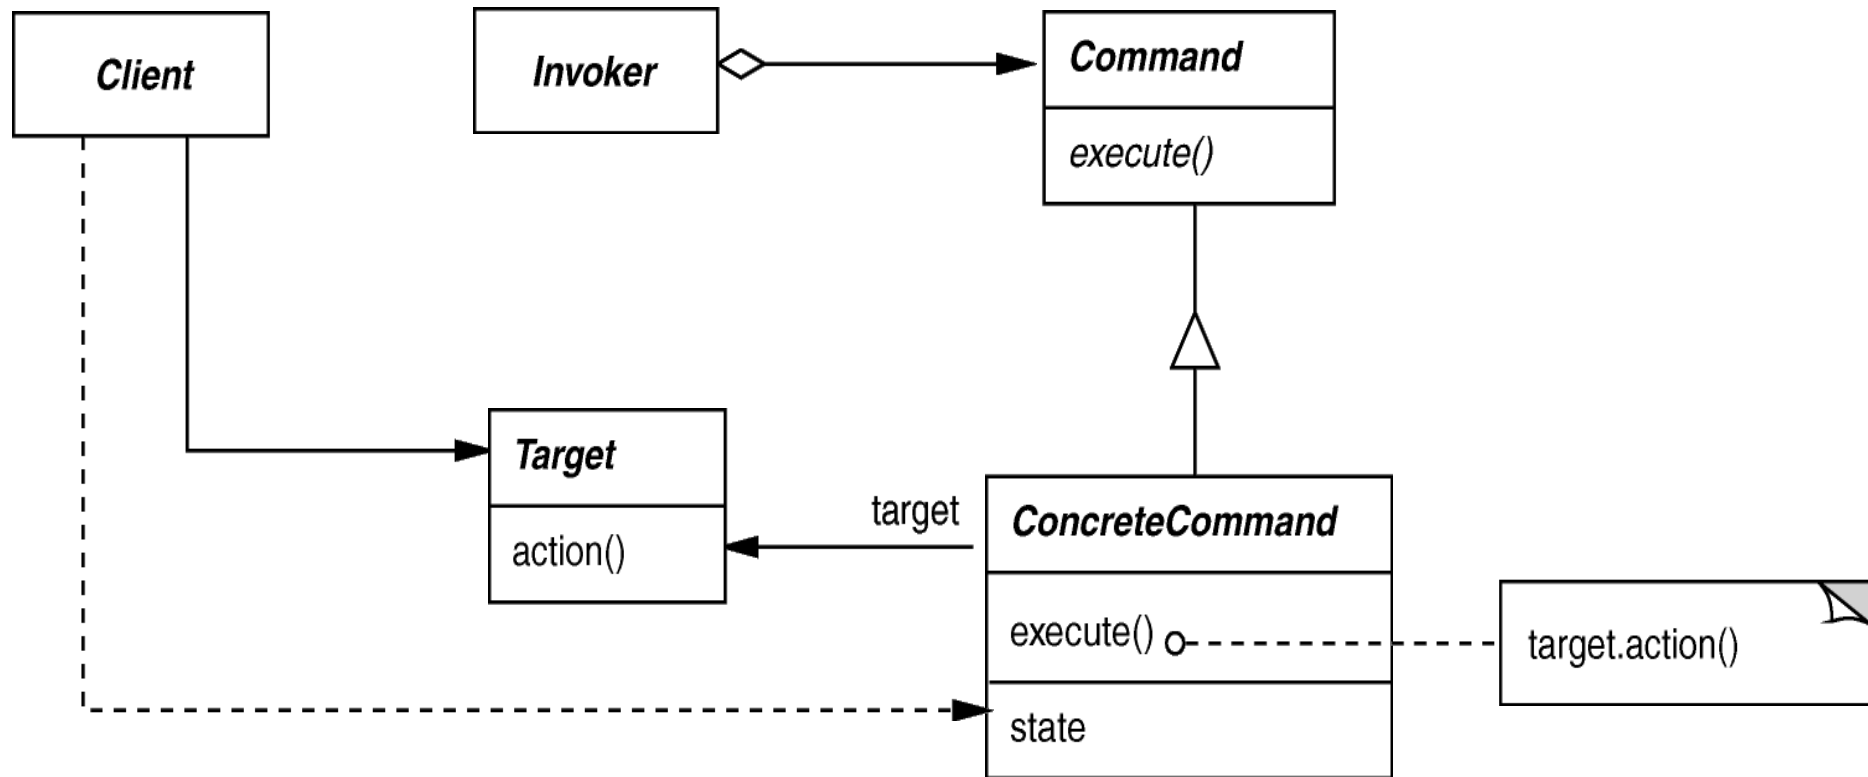 Client
Invoker
Command
execute()
Target
action()
target
ConcreteCommand
execute()
state
target.action()